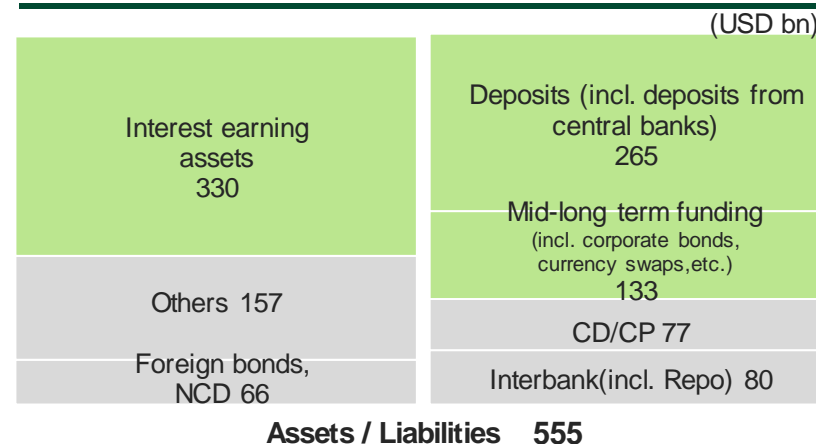 (USD bn)
Interest earning
assets
330
Others 157
Foreign bonds,
NCD 66
Deposits (incl. deposits from
central banks)
265
Mid-long term funding
(incl. corporate bonds,
currency swaps,etc.)
133
CD/CP 77
Interbank(incl. Repo) 80
Assets / Liabilities 555